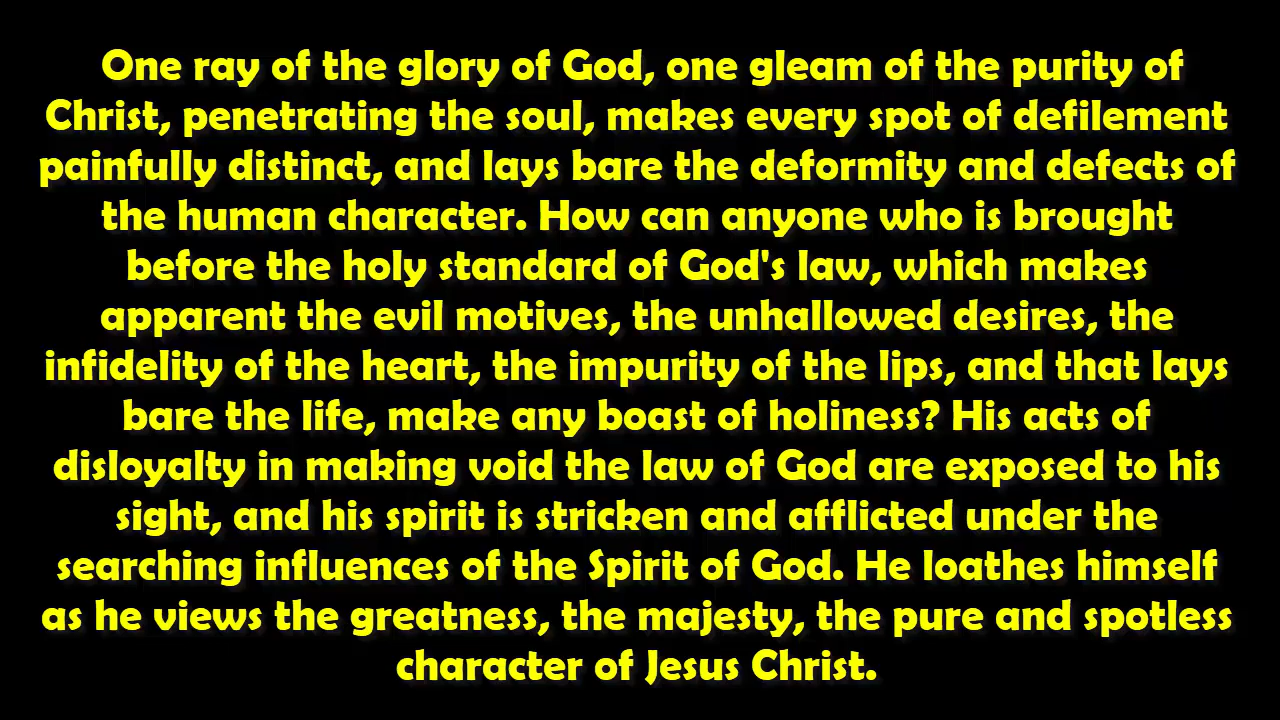 One ray of the glory of God, one gleam of the purity of
Christ, penetrating the soul, makes every spot of defilement
painfully distinct, and lays bare the deformity and defects of
the human character. How can anyone who is brought
before the holy standard of God's law, which makes
apparent the evil motives, the unhallowed desires, the
infidelity of the heart, the impurity of the lips, and that lays
bare the life, make any boast of holiness? His acts of
disloyalty in making void the law of God are exposed to his
sight, and his spirit is stricken and afflicted under the
searching influences of the Spirit of God. He loathes himself
as he views the greatness, the majesty, the pure and spotless
character of Jesus Christ.